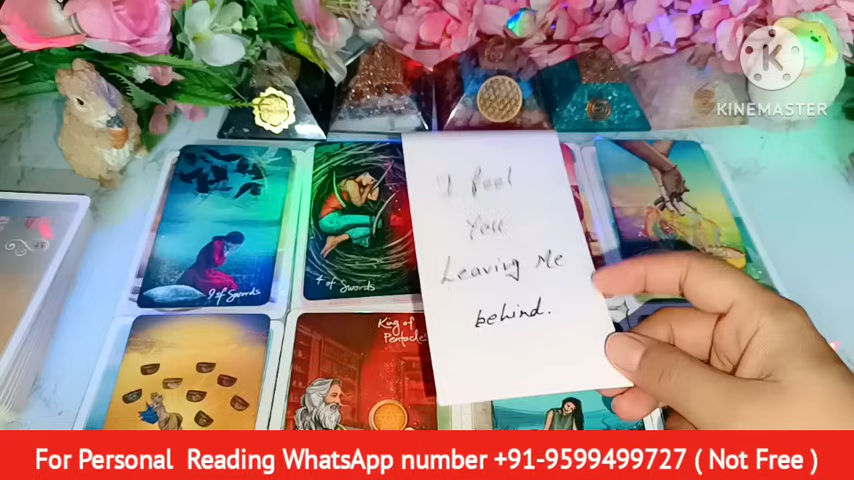 KINEMASTER
I feel
You
Leaving Me
behind.
9 of Swords
4 of Swords
King of
Pentacle
For Personal Reading WhatsApp number +91-9599499727 ( Not Free )